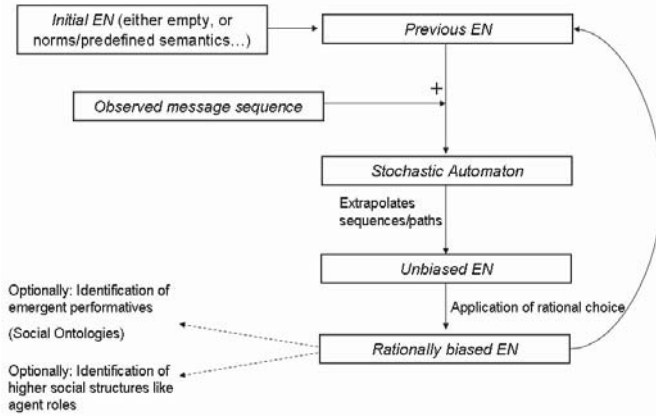 Initial EN (either empty, or
norms/predefined semantics…)
Previous EN
+
Observed message sequence
Stochastic Automaton
Extrapolates
sequences/paths
Unbiased EN
Optionally: Identification of
emergent performatives
(Social Ontologies)
Application of rational choice
Rationally biased EN
Optionally: Identification of
higher social structures like
agent roles